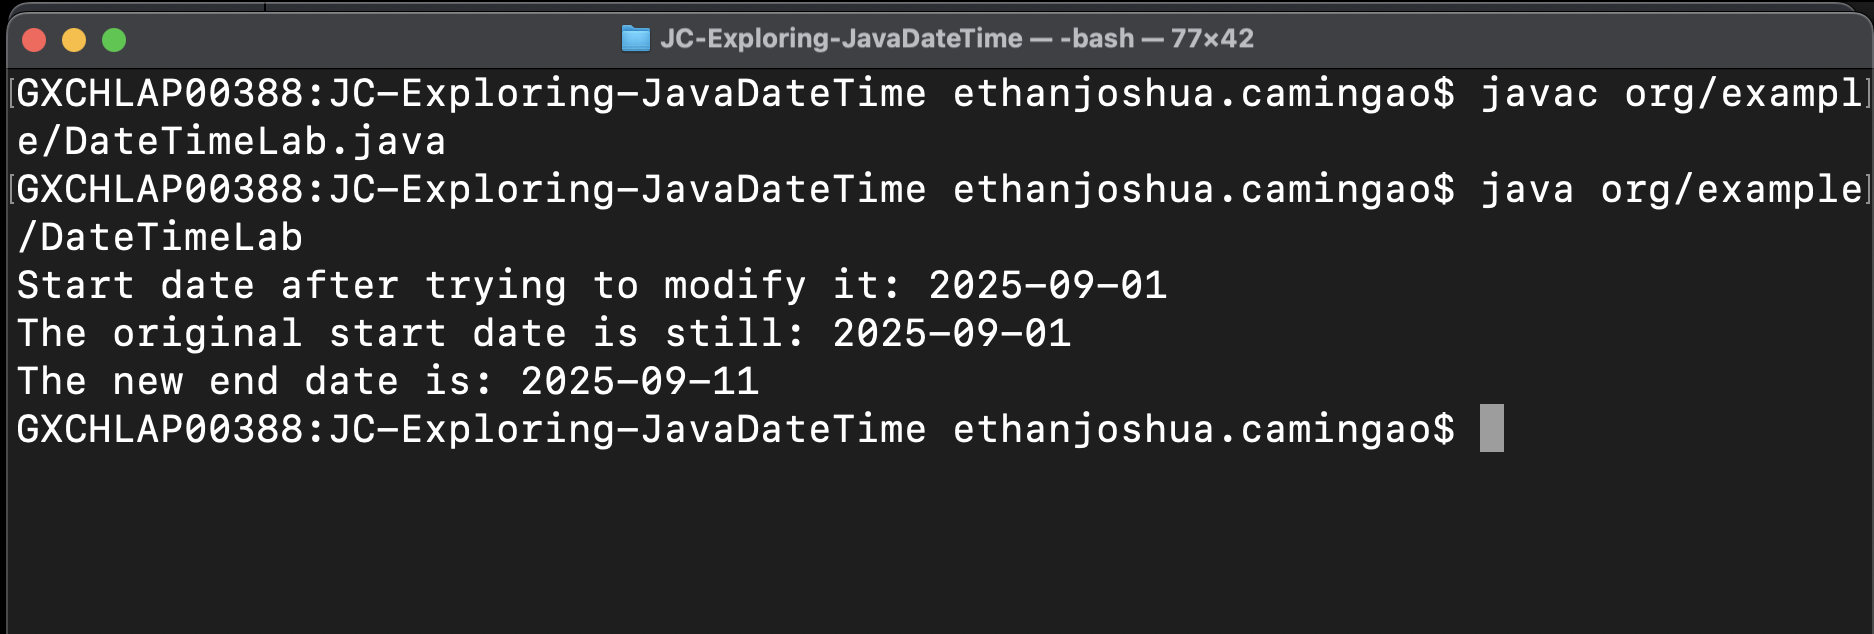 JC-Exploring-JavaDateTime — -bash — 77×42
[GXCHLAP00388:JC-Exploring-JavaDateTime ethanjoshua.camingao$ javac org/exampl]
e/DateTimeLab.java
[GXCHLAP00388:JC-Exploring-JavaDateTime ethanjoshua.camingao$ java org/example]
/DateTimeLab
Start date after trying to modify it: 2025-09-01
The original start date is still: 2025-09-01
The new end date is: 2025-09-11
GXCHLAP00388:JC-Exploring-JavaDateTime ethanjoshua.camingao$